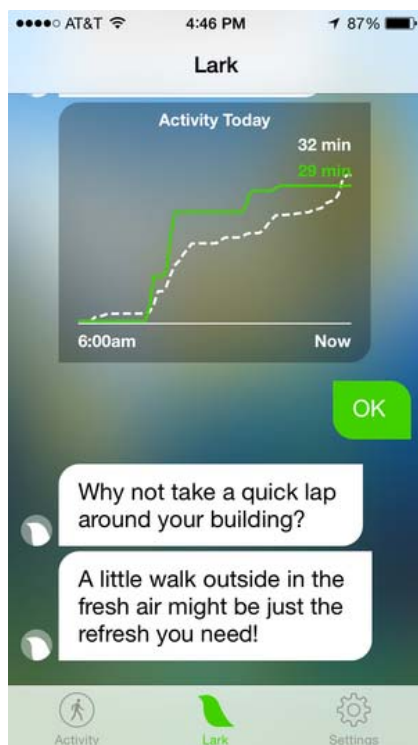 AT&T 4:46 PM 87%
Lark
Activity Today
32 min
29 min
6:00am Now
OK
Why not take a quick lap
around your building?
A little walk outside in the
fresh air might be just the
refresh you need!
Activity Lark Settings